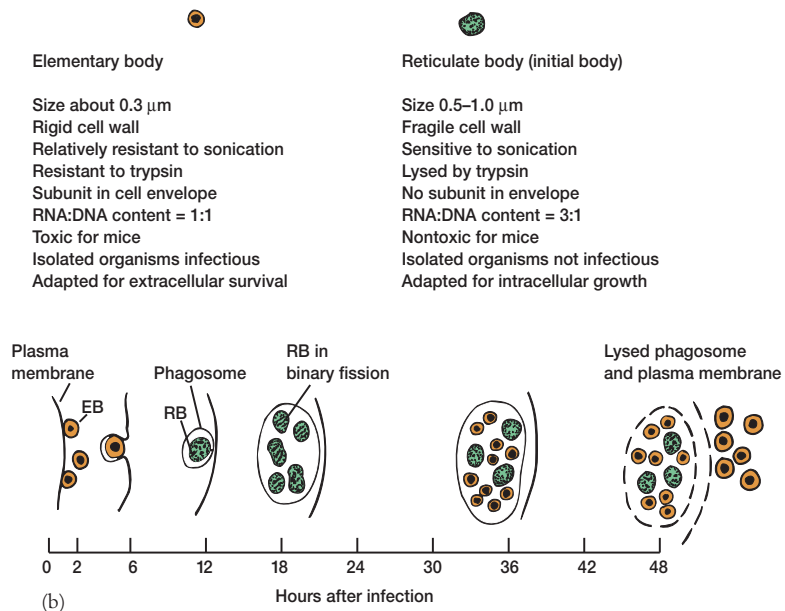 Elementary body
Size about 0.3 μm
Rigid cell wall
Relatively resistant to sonication
Resistant to trypsin
Subunit in cell envelope
RNA:DNA content = 1:1
Toxic for mice
Isolated organisms infectious
Adapted for extracellular survival
Reticulate body (initial body)
Size 0.5–1.0 μm
Fragile cell wall
Sensitive to sonication
Lysed by trypsin
No subunit in envelope
RNA:DNA content = 3:1
Nontoxic for mice
Isolated organisms not infectious
Adapted for intracellular growth
Plasma
membrane
EB
Phagosome
RB
RB in
binary fission
Lysed phagosome
and plasma membrane
0 2 6 12 18 24 30 36 42 48
Hours after infection
(b)